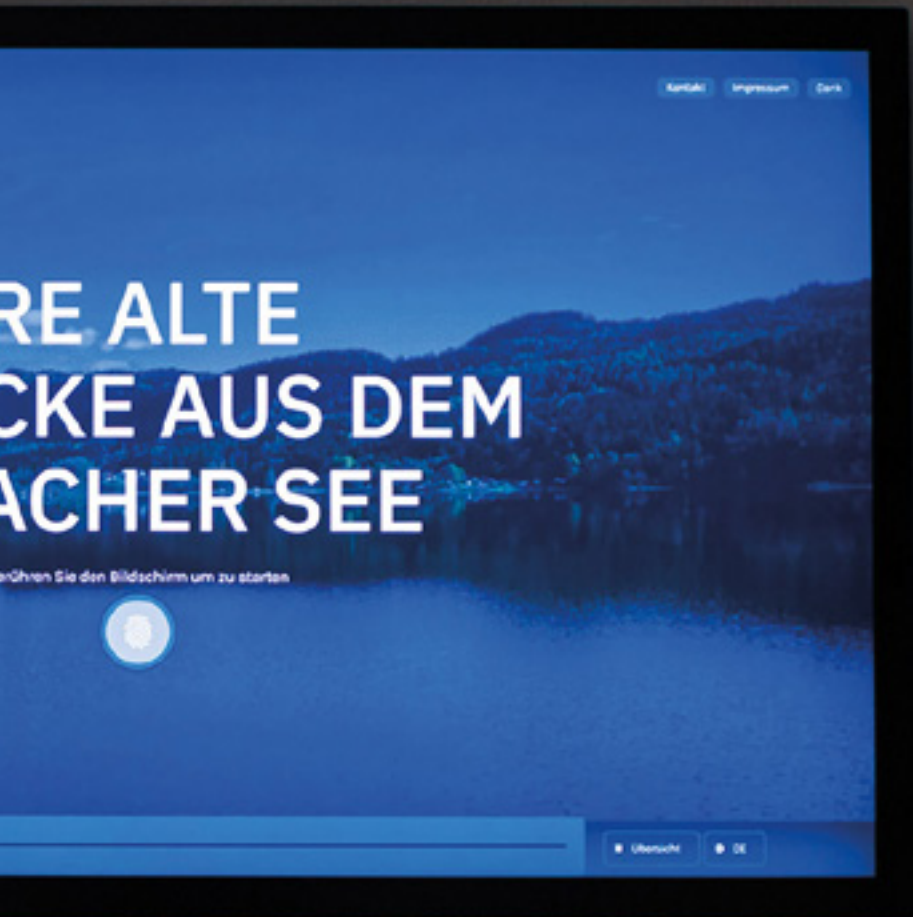 Kontakt Impressum Dank
RE ALTE
CKE AUS DEM
ACHER SEE
erühren Sie den Bildschirm um zu starten
Übersicht DE